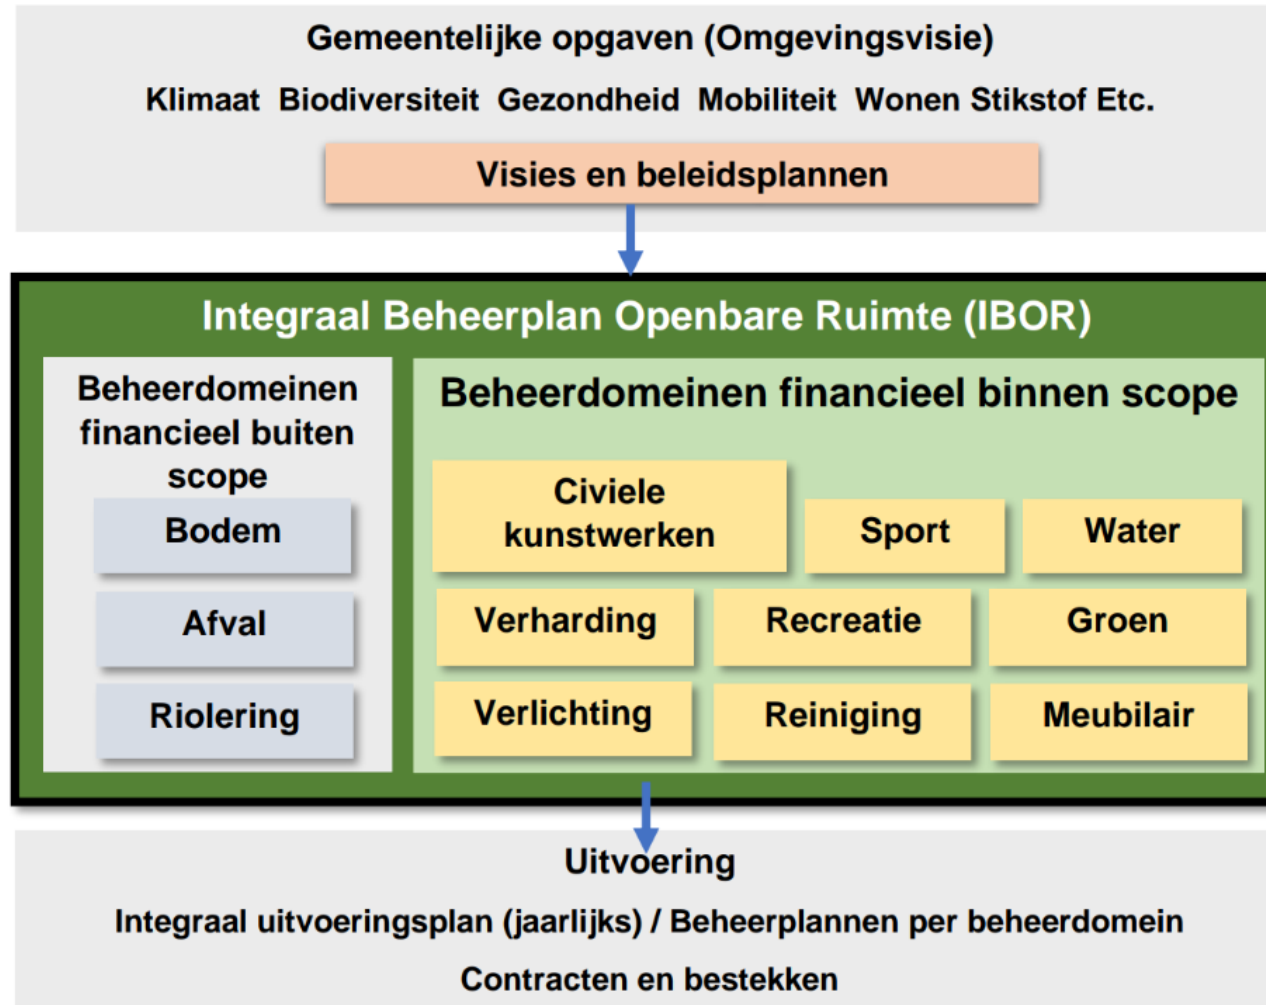 Gemeentelijke opgaven (Omgevingsvisie)
Klimaat Biodiversiteit Gezondheid Mobiliteit Wonen Stikstof Etc.
Visies en beleidsplannen
Integraal Beheerplan Openbare Ruimte (IBOR)
Beheerdomeinen
financieel buiten
scope
Bodem
Afval
Riolering
Beheerdomeinen financieel binnen scope
Civiele
kunstwerken
Sport
Water
Verharding
Recreatie
Groen
Verlichting
Reiniging
Meubilair
Uitvoering
Integraal uitvoeringsplan (jaarlijks) / Beheerplannen per beheerdomein
Contracten en bestekken